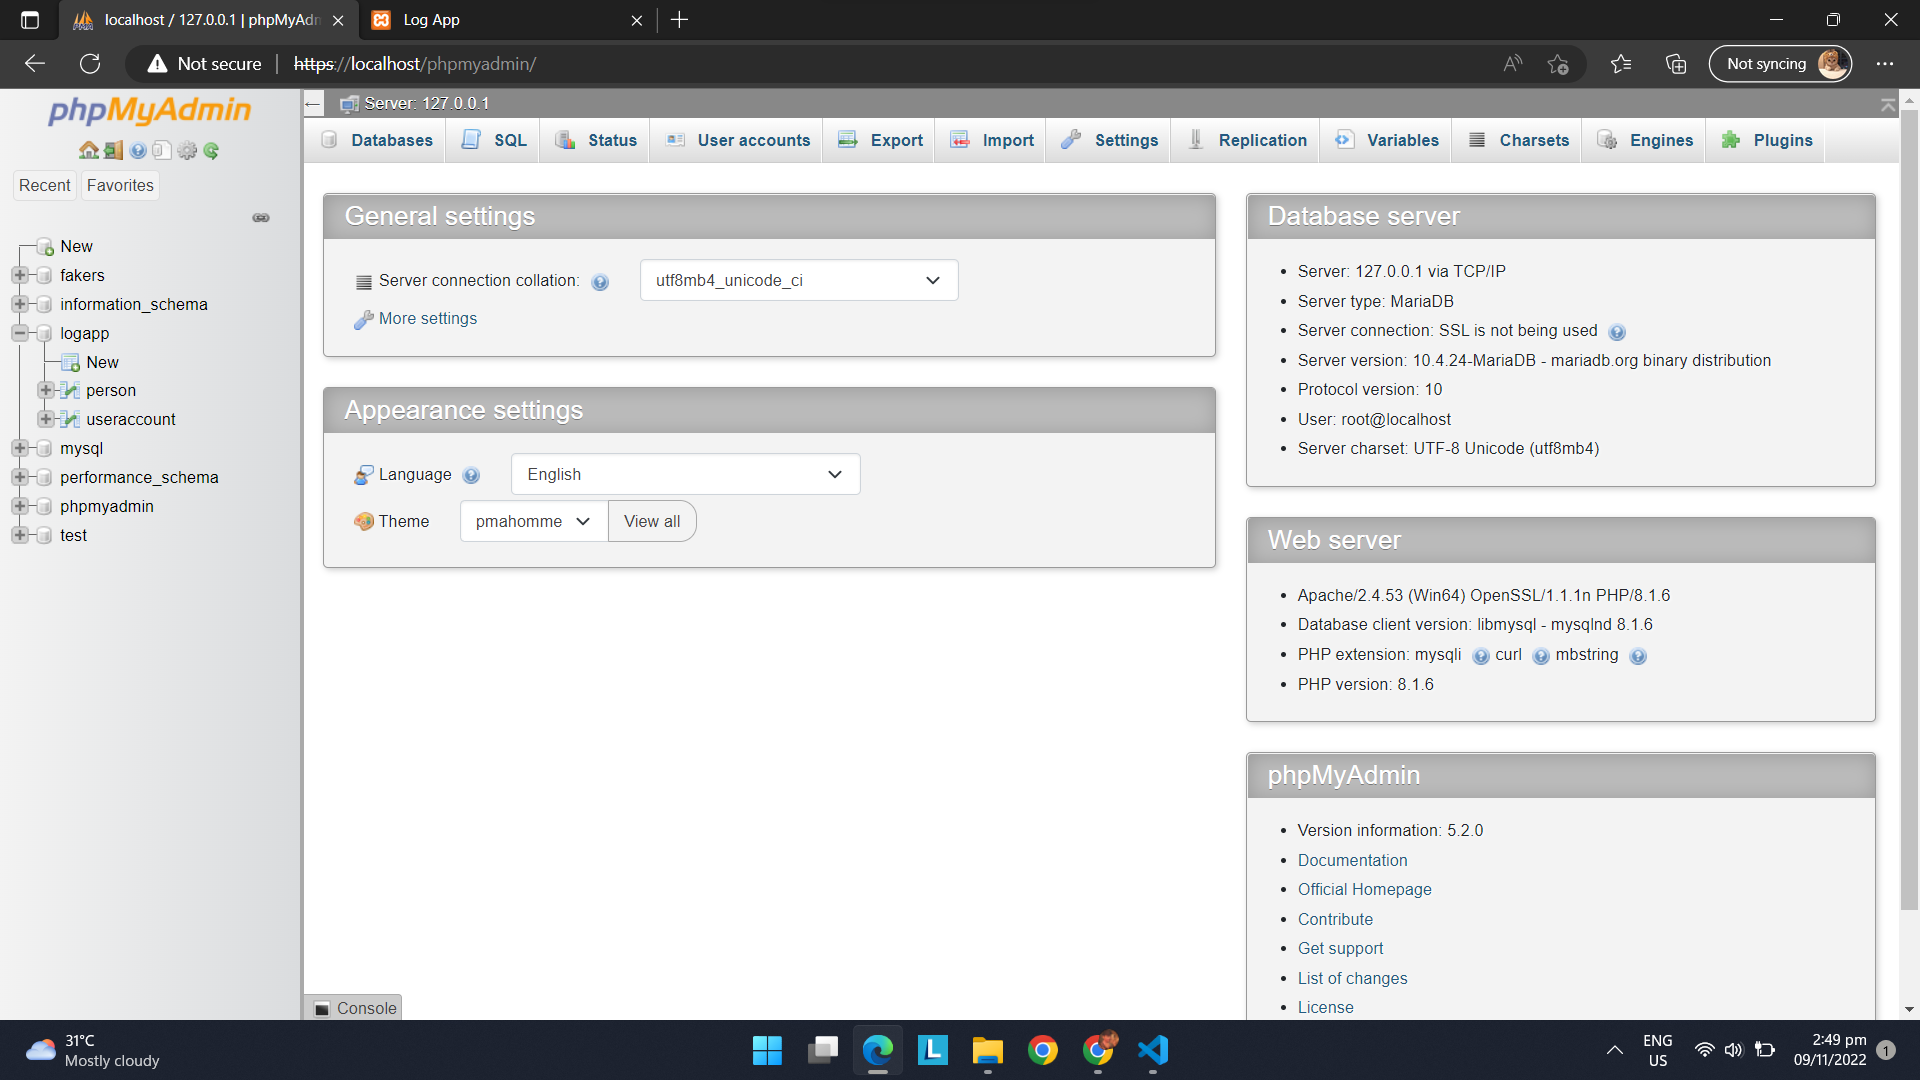 localhost / 127.0.0.1 | phpMyAdm
Log App
Not secure
https://localhost/phpmyadmin/
Not syncing
phpMyAdmin
Recent
Favorites
New
fakers
information_schema
logapp
New
person
useraccount
mysql
performance_schema
phpmyadmin
test
Server: 127.0.0.1
Databases
SQL
Status
User accounts
Export
Import
Settings
Replication
Variables
Charsets
Engines
Plugins
General settings
Server connection collation:
utf8mb4_unicode_ci
More settings
Appearance settings
Language
English
Theme
pmahomme
View all
Database server
Server: 127.0.0.1 via TCP/IP
Server type: MariaDB
Server connection: SSL is not being used
Server version: 10.4.24-MariaDB - mariadb.org binary distribution
Protocol version: 10
User: root@localhost
Server charset: UTF-8 Unicode (utf8mb4)
Web server
Apache/2.4.53 (Win64) OpenSSL/1.1.1n PHP/8.1.6
Database client version: libmysql - mysqlnd 8.1.6
PHP extension: mysqli curl mbstring
PHP version: 8.1.6
phpMyAdmin
Version information: 5.2.0
Documentation
Official Homepage
Contribute
Get support
List of changes
License
Console
31°C
Mostly cloudy
L
ENG
US
2:49 pm
09/11/2022
1